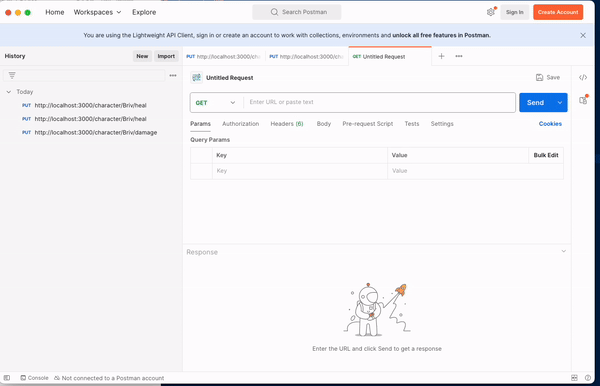 Home Workspaces Explore Search Postman Sign In Create Account
You are using the Lightweight API Client, sign in or create an account to work with collections, environments and unlock all free features in Postman.
History New Import PUT http://localhost:3000/cha PUT http://localhost:3000/cha GET Untitled Request
Untitled Request Save
Today
PUT http://localhost:3000/character/Briv/heal
PUT http://localhost:3000/character/Briv/heal
PUT http://localhost:3000/character/Briv/damage
GET Enter URL or paste text Send
Params Authorization Headers (6) Body Pre-request Script Tests Settings Cookies
Query Params
Key Value Bulk Edit
Key Value
Response
Enter the URL and click Send to get a response
Console Not connected to a Postman account